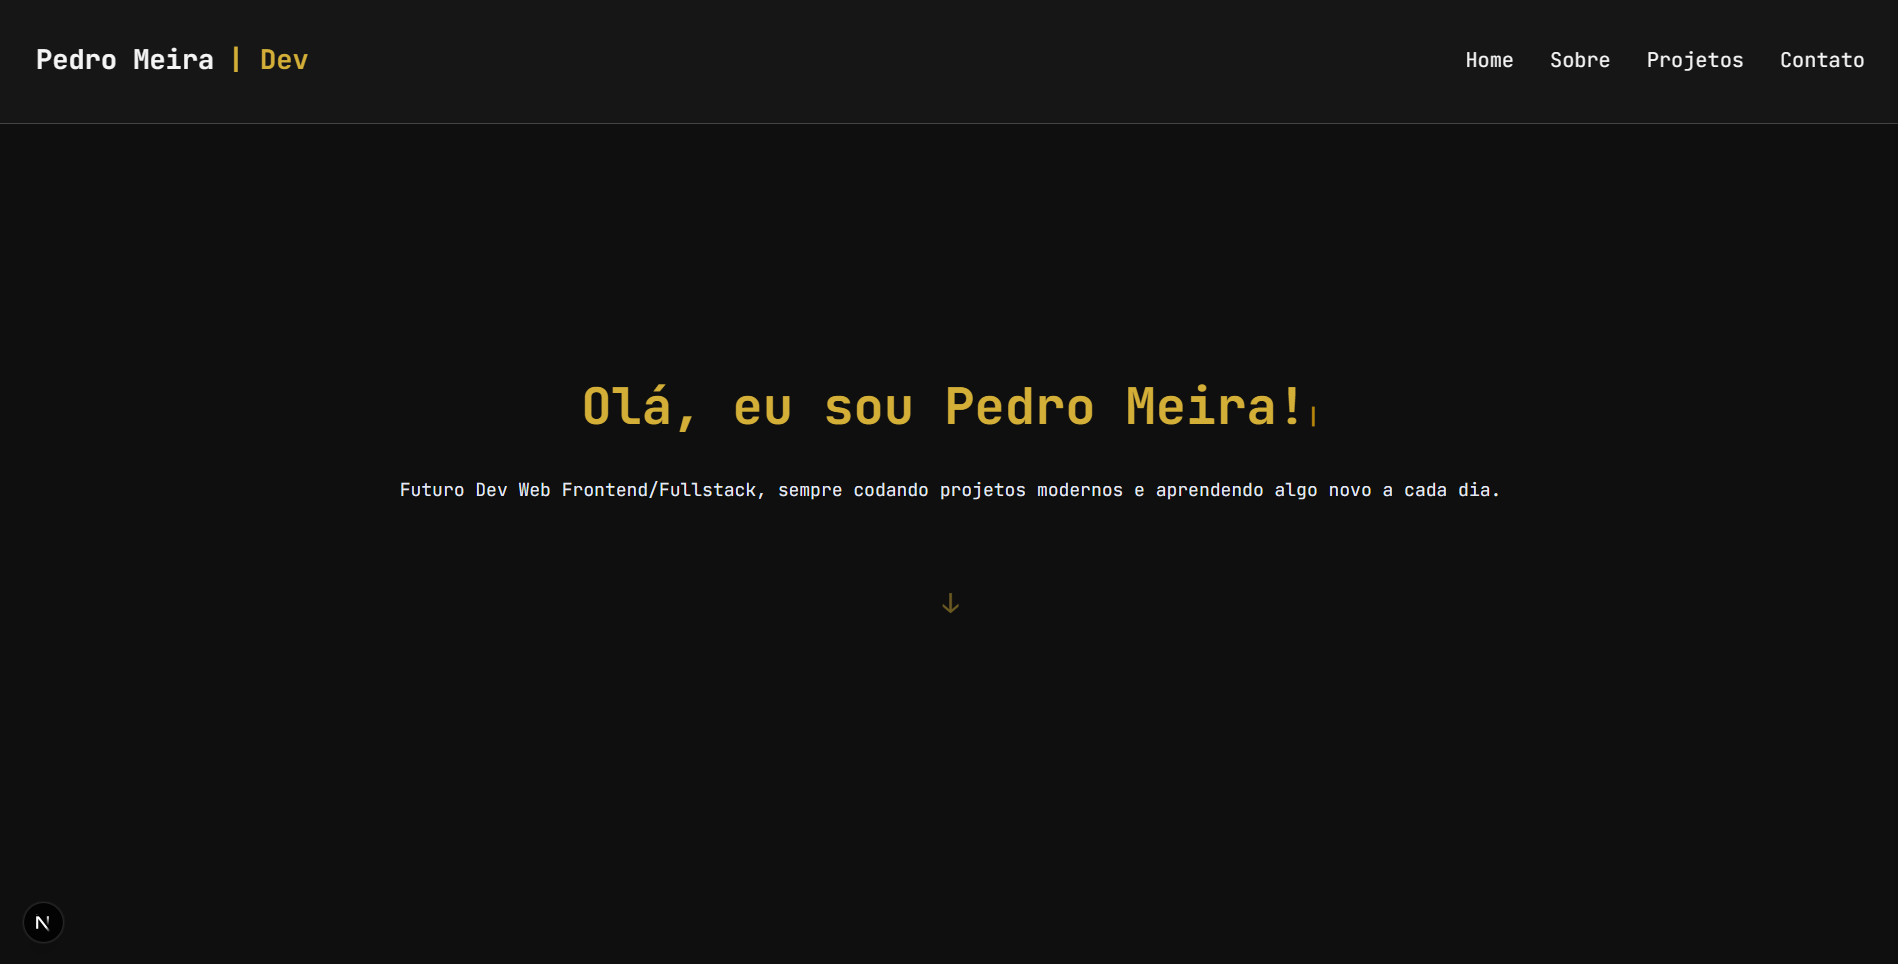 Pedro Meira | Dev
Home Sobre Projetos Contato
Olá, eu sou Pedro Meira!|
Futuro Dev Web Frontend/Fullstack, sempre codando projetos modernos e aprendendo algo novo a cada dia.
↓
N